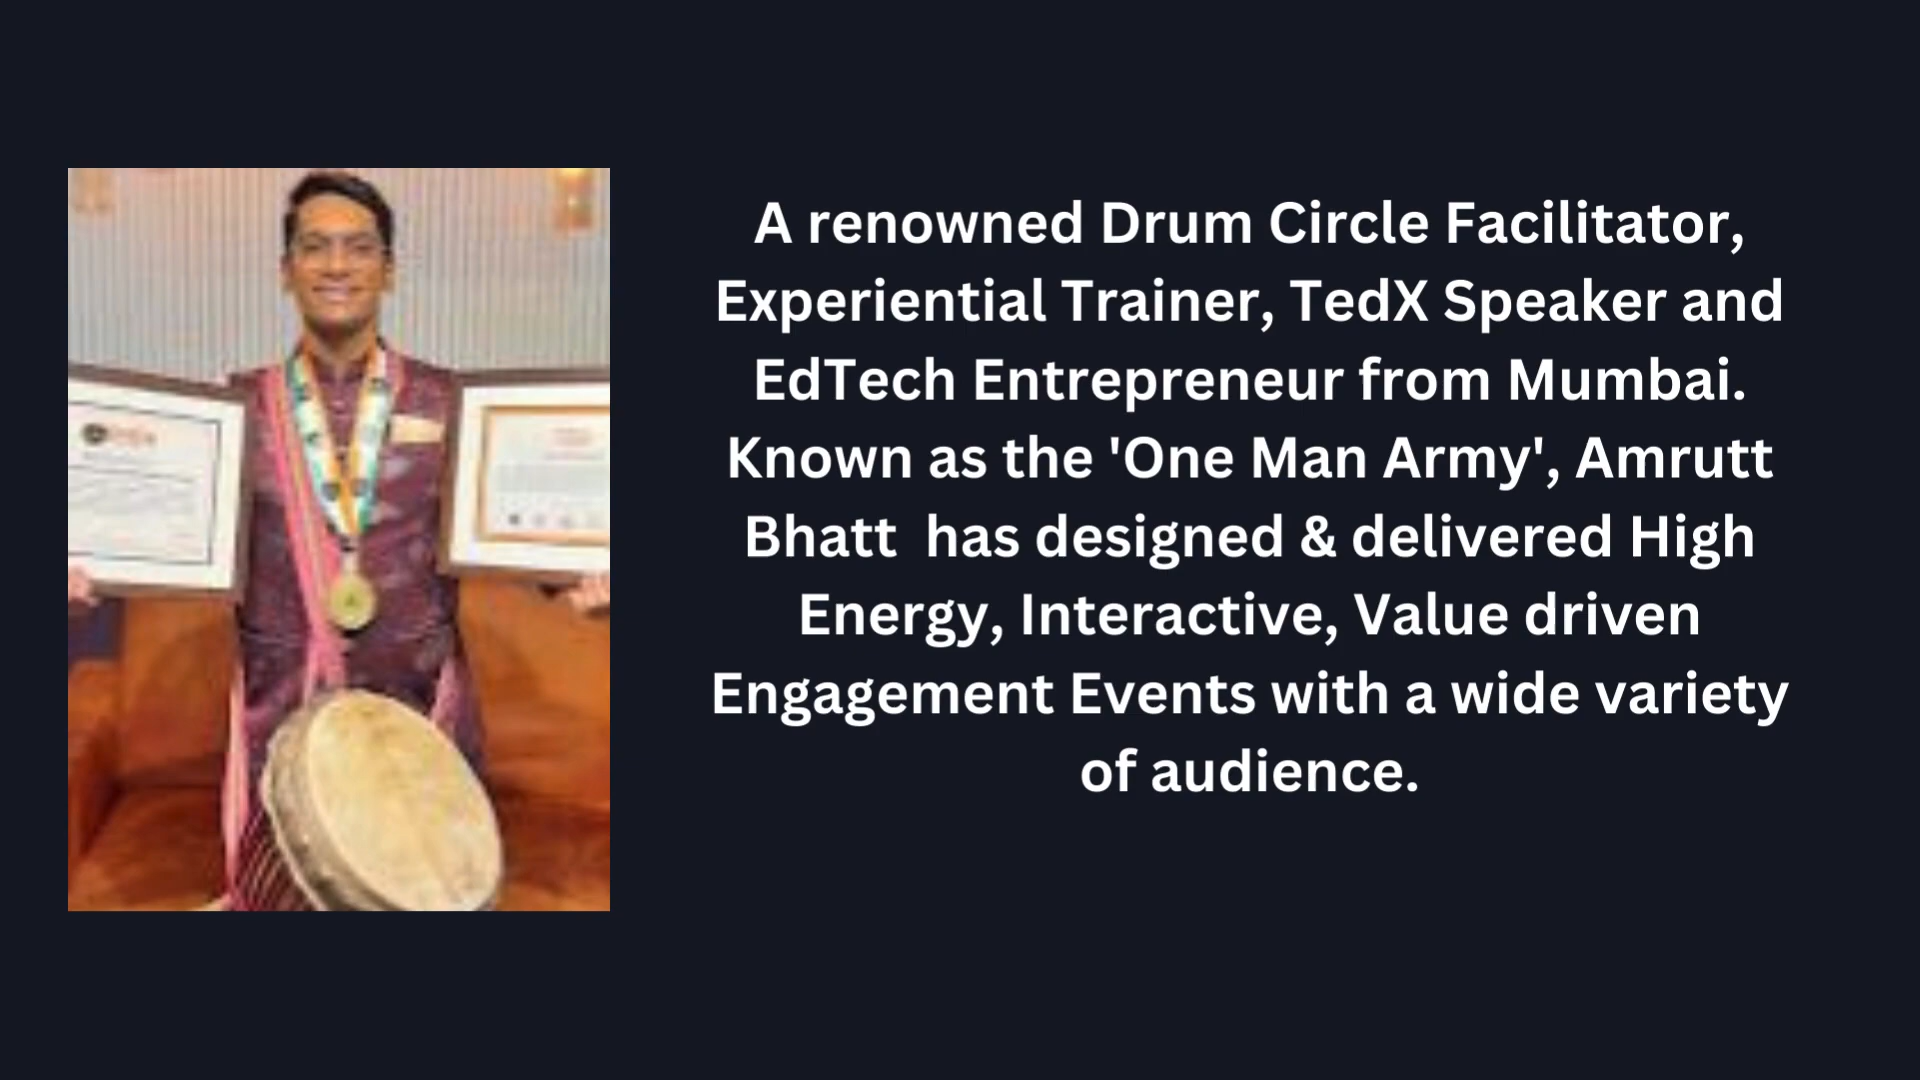 A renowned Drum Circle Facilitator,
Experiential Trainer, TedX Speaker and
EdTech Entrepreneur from Mumbai.
Known as the 'One Man Army', Amrutt
Bhatt  has designed & delivered High
Energy, Interactive, Value driven
Engagement Events with a wide variety
of audience.